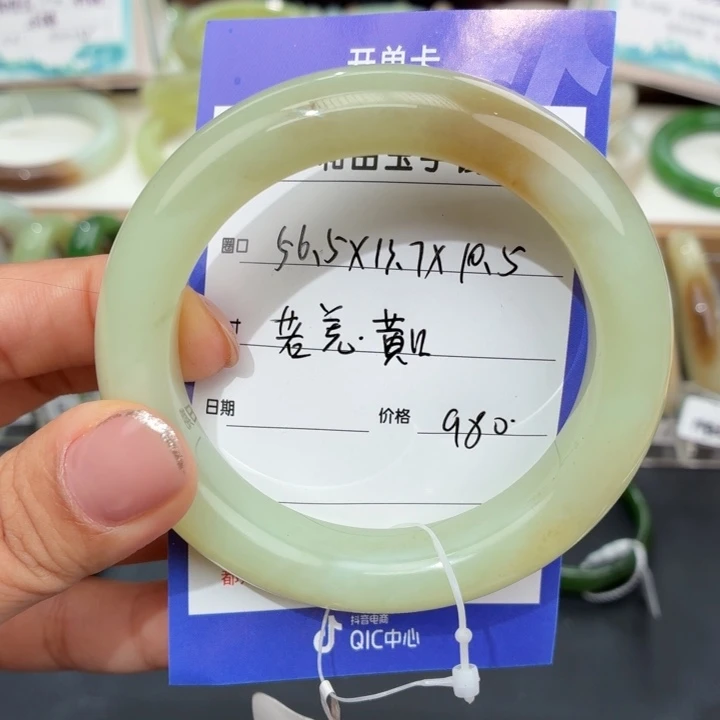 开单卡
和田玉手镯
圈口 56.5X13.7X10.5
若羌·黄口
日期 价格 980.
抖音电商
QIC中心